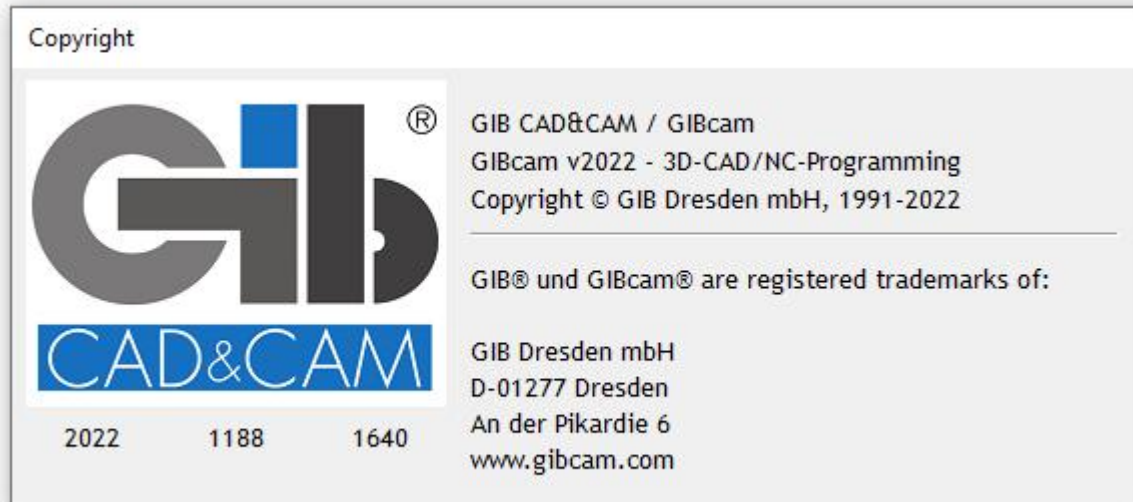 Copyright
Gib ®
CAD&CAM
2022 1188 1640
GIB CAD&CAM / GIBcam
GIBcam v2022 - 3D-CAD/NC-Programming
Copyright © GIB Dresden mbH, 1991-2022
GIB® und GIBcam® are registered trademarks of:
GIB Dresden mbH
D-01277 Dresden
An der Pikardie 6
www.gibcam.com